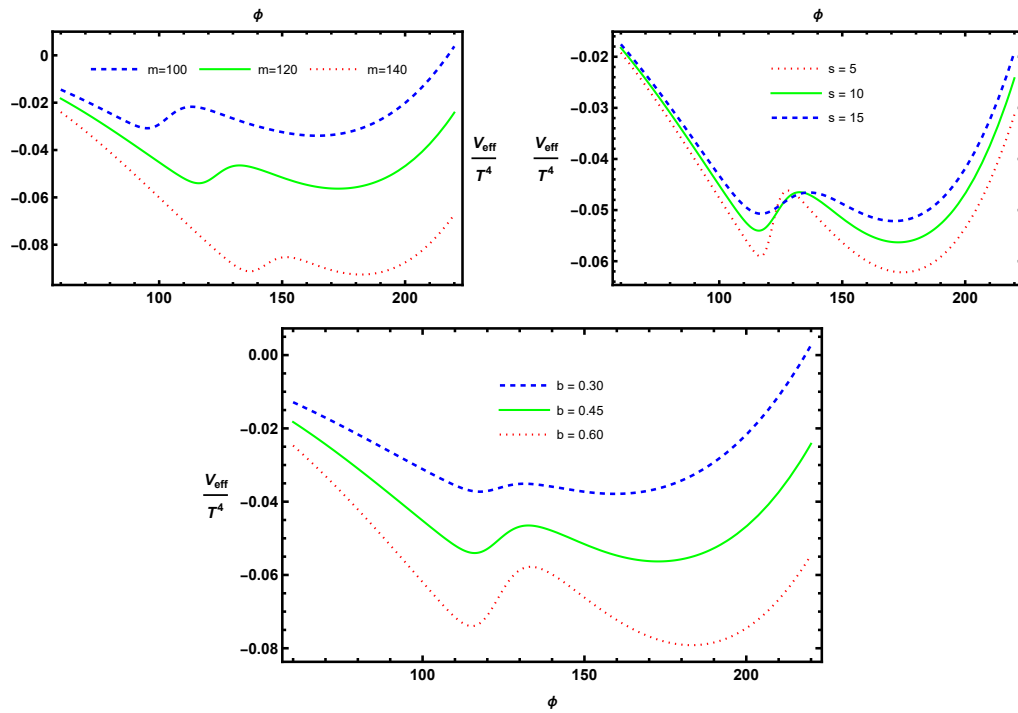 ϕ
ϕ
0
-0.02
-0.04
-0.06
-0.08
m=100
m=120
m=140
100
150
200
V_eff
T^4
V_eff
T^4
-0.02
-0.03
-0.04
-0.05
-0.06
s = 5
s = 10
s = 15
100
150
200
V_eff
T^4
0.00
-0.02
-0.04
-0.06
-0.08
b = 0.30
b = 0.45
b = 0.60
100
150
200
ϕ